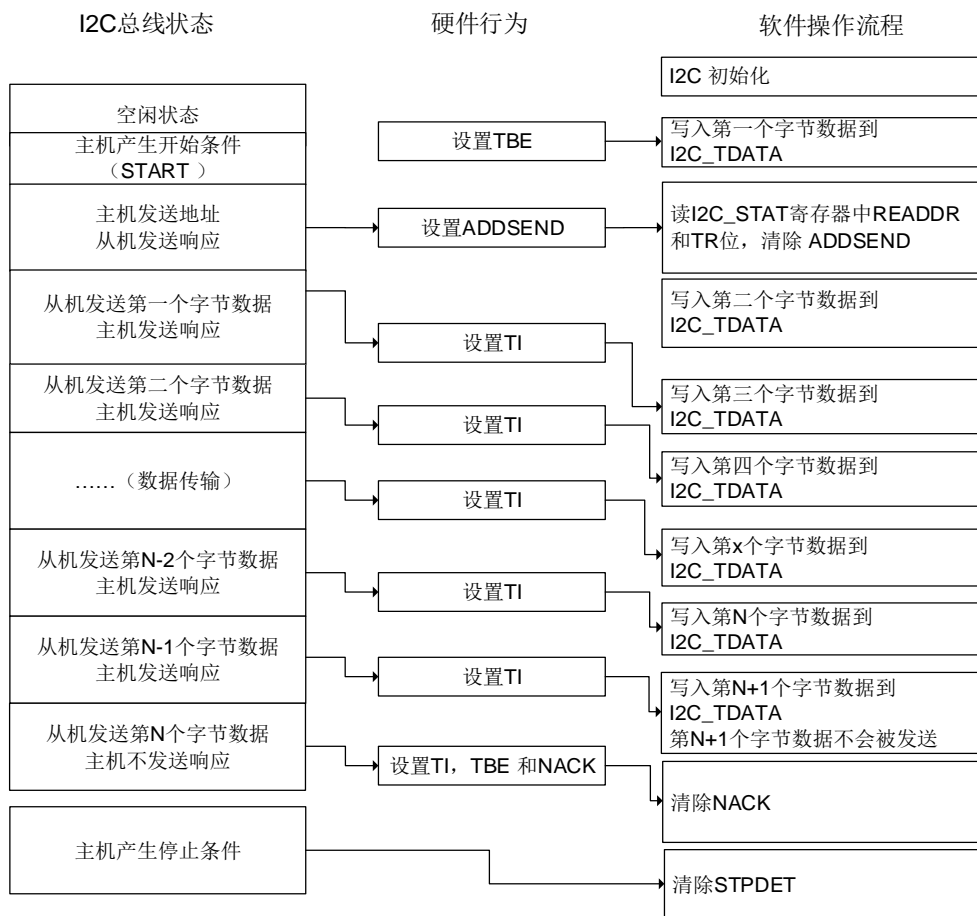 I2C总线状态
硬件行为
软件操作流程
I2C 初始化
空闲状态
主机产生开始条件
（START ）
设置TBE
写入第一个字节数据到
I2C_TDATA
主机发送地址
从机发送响应
设置ADDSEND
读I2C_STAT寄存器中READDR
和TR位，清除 ADDSEND
从机发送第一个字节数据
主机发送响应
设置TI
写入第二个字节数据到
I2C_TDATA
从机发送第二个字节数据
主机发送响应
设置TI
写入第三个字节数据到
I2C_TDATA
……（数据传输）
设置TI
写入第四个字节数据到
I2C_TDATA
从机发送第N-2个字节数据
主机发送响应
设置TI
写入第x个字节数据到
I2C_TDATA
写入第N个字节数据到
I2C_TDATA
从机发送第N-1个字节数据
主机发送响应
设置TI
写入第N+1个字节数据到
I2C_TDATA
第N+1个字节数据不会被发送
从机发送第N个字节数据
主机不发送响应
设置TI，TBE 和NACK
清除NACK
主机产生停止条件
清除STPDET